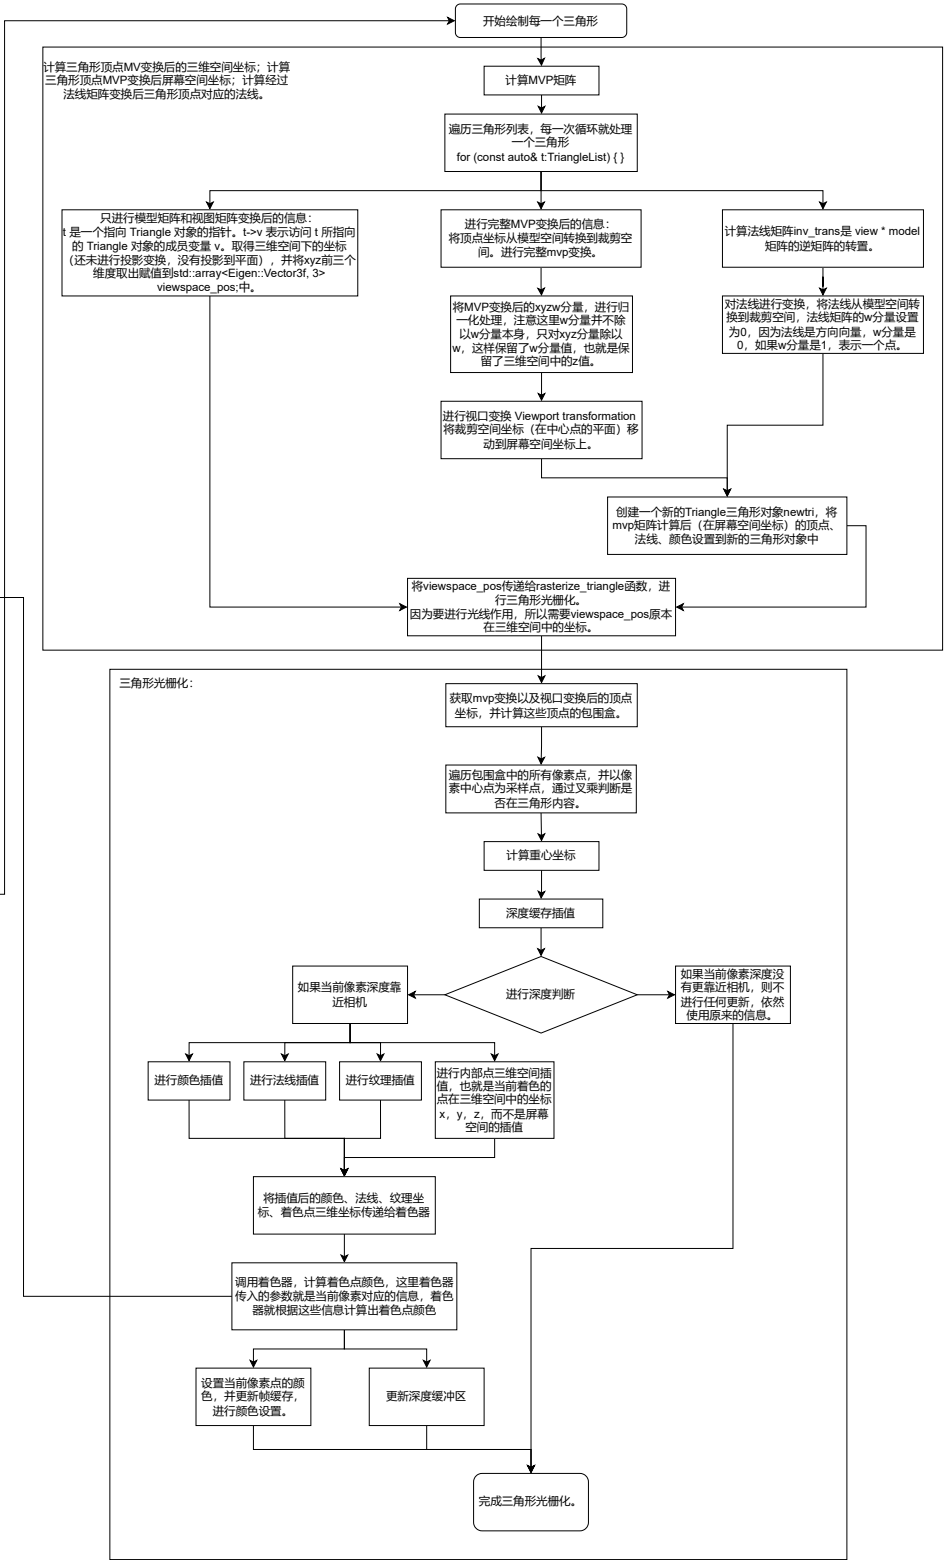 开始绘制每一个三角形
计算三角形顶点MV变换后的三维空间坐标；计算
三角形顶点MVP变换后屏幕空间坐标；计算经过
法线矩阵变换后三角形顶点对应的法线。
计算MVP矩阵
遍历三角形列表，每一次循环就处理
一个三角形
for (const auto& t:TriangleList) { }
只进行模型矩阵和视图矩阵变换后的信息：
t 是一个指向 Triangle 对象的指针。t->v 表示访问 t 所指向
的 Triangle 对象的成员变量 v。取得三维空间下的坐标
（还未进行投影变换，没有投影到平面），并将xyz前三个
维度取出赋值到std::array<Eigen::Vector3f, 3>
viewspace_pos;中。
进行完整MVP变换后的信息：
将顶点坐标从模型空间转换到裁剪空
间。进行完整mvp变换。
计算法线矩阵inv_trans是 view * model
矩阵的逆矩阵的转置。
将MVP变换后的xyzw分量，进行归
一化处理，注意这里w分量并不除
以w分量本身，只对xyz分量除以
w，这样保留了w分量值，也就是保
留了三维空间中的z值。
对法线进行变换，将法线从模型空间转
换到裁剪空间，法线矩阵的w分量设置
为0，因为法线是方向向量，w分量是
0，如果w分量是1，表示一个点。
进行视口变换 Viewport transformation
将裁剪空间坐标（在中心点的平面）移
动到屏幕空间坐标上。
创建一个新的Triangle三角形对象newtri，将
mvp矩阵计算后（在屏幕空间坐标）的顶点、
法线、颜色设置到新的三角形对象中
将viewspace_pos传递给rasterize_triangle函数，进
行三角形光栅化。
因为要进行光线作用，所以需要viewspace_pos原本
在三维空间中的坐标。
三角形光栅化：
获取mvp变换以及视口变换后的顶点
坐标，并计算这些顶点的包围盒。
遍历包围盒中的所有像素点，并以像
素中心点为采样点，通过叉乘判断是
否在三角形内容。
计算重心坐标
深度缓存插值
进行深度判断
如果当前像素深度靠
近相机
如果当前像素深度没
有更靠近相机，则不
进行任何更新，依然
使用原来的信息。
进行颜色插值
进行法线插值
进行纹理插值
进行内部点三维空间插
值，也就是当前着色的
点在三维空间中的坐标
x，y，z，而不是屏幕
空间的插值
将插值后的颜色、法线、纹理坐
标、着色点三维坐标传递给着色器
调用着色器，计算着色点颜色，这里着色器
传入的参数就是当前像素对应的信息，着色
器就根据这些信息计算出着色点颜色
设置当前像素点的颜
色，并更新帧缓存，
进行颜色设置。
更新深度缓冲区
完成三角形光栅化。